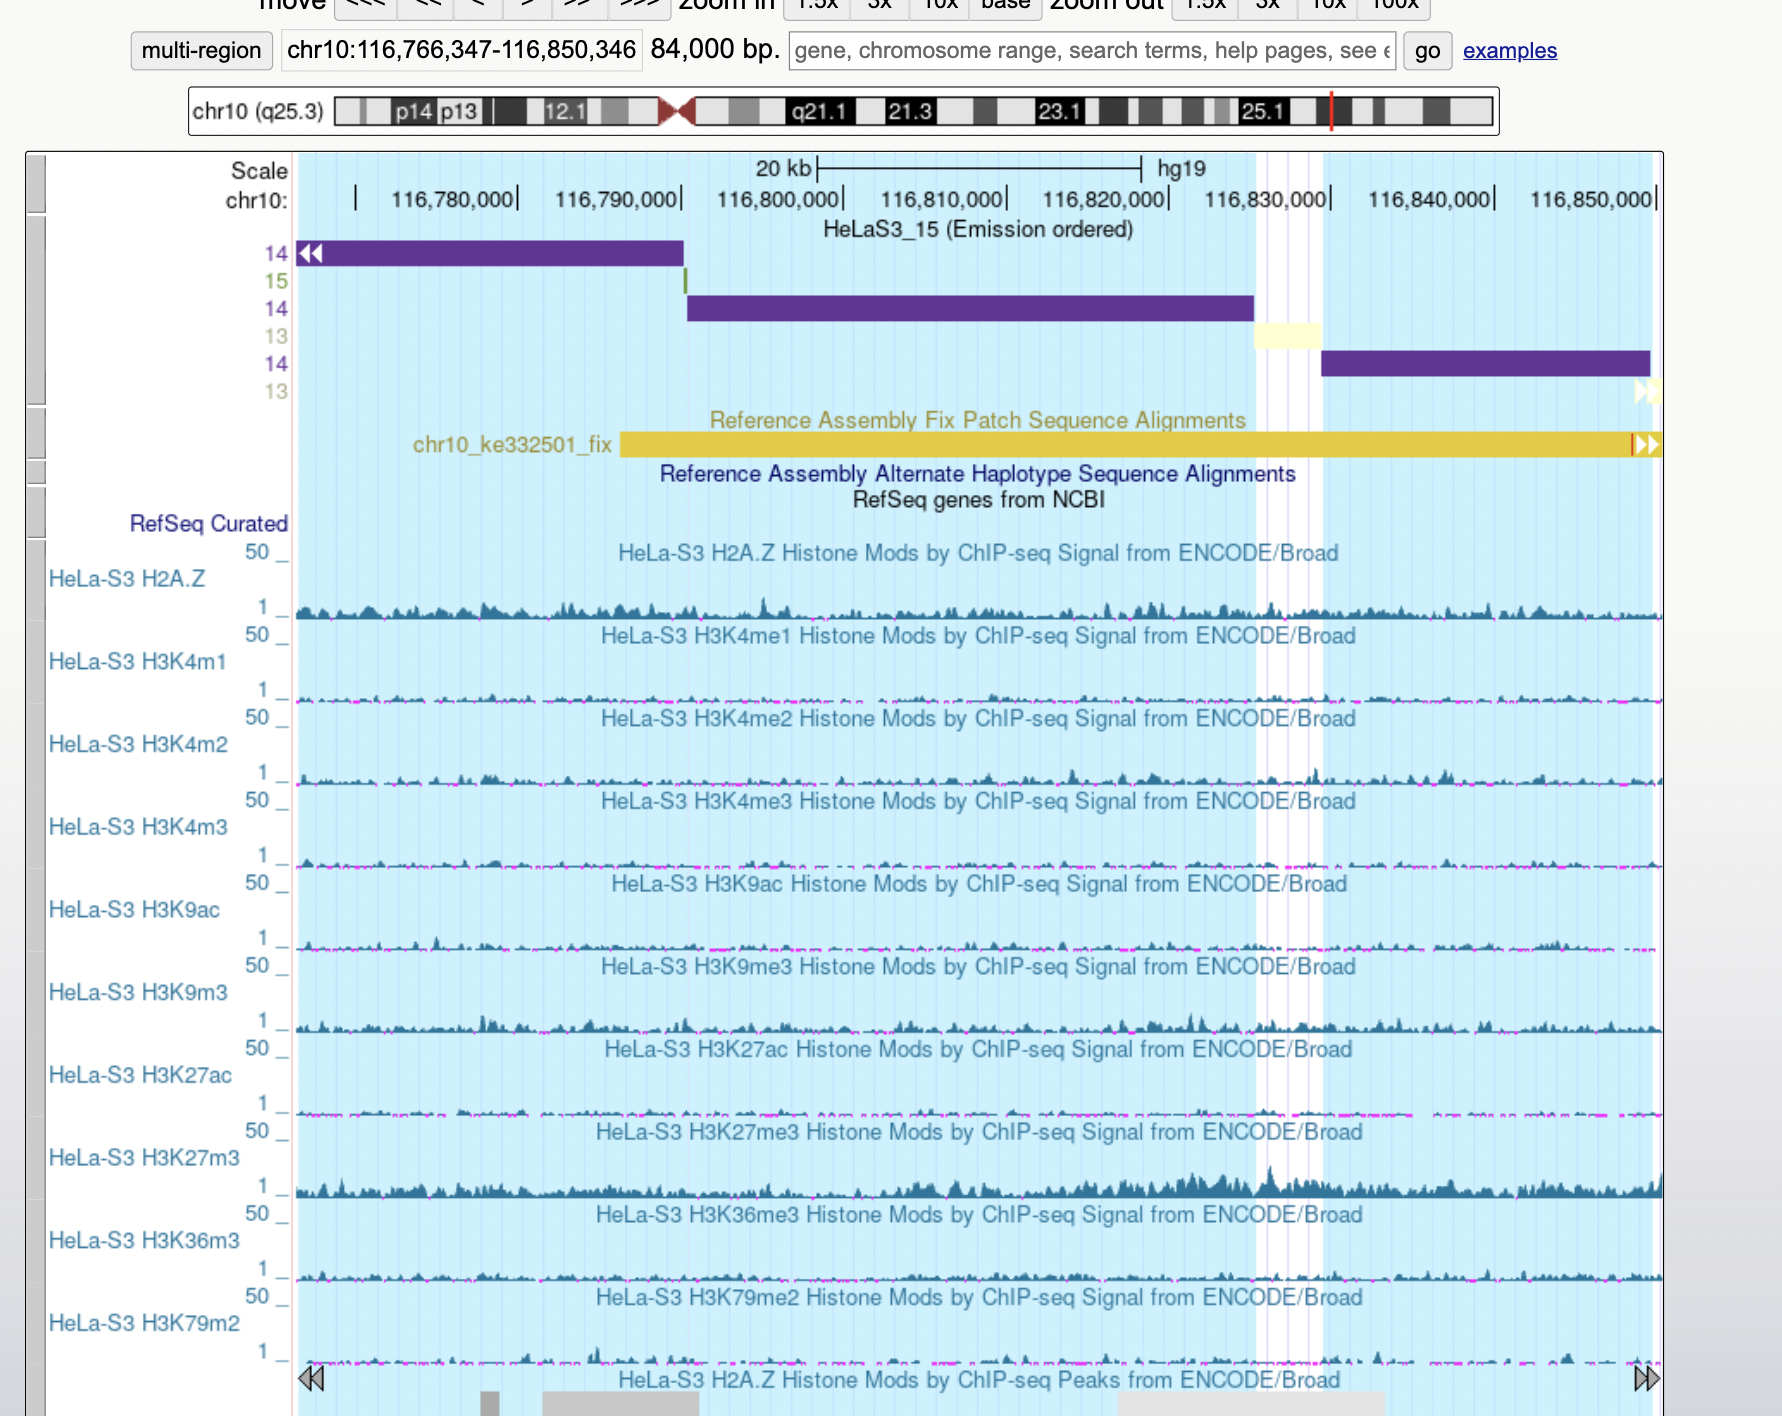 move <<< << < > >> >>> zoom in 1.5x 3x 10x base zoom out 1.5x 3x 10x 100x
multi-region chr10:116,766,347-116,850,346 84,000 bp. gene, chromosome range, search terms, help pages, see e go examples
chr10 (q25.3) p14 p13 12.1 q21.1 21.3 23.1 25.1
Scale 20 kb hg19
chr10: 116,780,000 116,790,000 116,800,000 116,810,000 116,820,000 116,830,000 116,840,000 116,850,000
HeLaS3_15 (Emission ordered)
14
15
14
13
14
13
Reference Assembly Fix Patch Sequence Alignments
chr10_ke332501_fix
Reference Assembly Alternate Haplotype Sequence Alignments
RefSeq genes from NCBI
RefSeq Curated
50 HeLa-S3 H2A.Z Histone Mods by ChIP-seq Signal from ENCODE/Broad
HeLa-S3 H2A.Z
1
50 HeLa-S3 H3K4me1 Histone Mods by ChIP-seq Signal from ENCODE/Broad
HeLa-S3 H3K4m1
1
50 HeLa-S3 H3K4me2 Histone Mods by ChIP-seq Signal from ENCODE/Broad
HeLa-S3 H3K4m2
1
50 HeLa-S3 H3K4me3 Histone Mods by ChIP-seq Signal from ENCODE/Broad
HeLa-S3 H3K4m3
1
50 HeLa-S3 H3K9ac Histone Mods by ChIP-seq Signal from ENCODE/Broad
HeLa-S3 H3K9ac
1
50 HeLa-S3 H3K9me3 Histone Mods by ChIP-seq Signal from ENCODE/Broad
HeLa-S3 H3K9m3
1
50 HeLa-S3 H3K27ac Histone Mods by ChIP-seq Signal from ENCODE/Broad
HeLa-S3 H3K27ac
1
50 HeLa-S3 H3K27me3 Histone Mods by ChIP-seq Signal from ENCODE/Broad
HeLa-S3 H3K27m3
1
50 HeLa-S3 H3K36me3 Histone Mods by ChIP-seq Signal from ENCODE/Broad
HeLa-S3 H3K36m3
1
50 HeLa-S3 H3K79me2 Histone Mods by ChIP-seq Signal from ENCODE/Broad
HeLa-S3 H3K79m2
1
HeLa-S3 H2A.Z Histone Mods by ChIP-seq Peaks from ENCODE/Broad